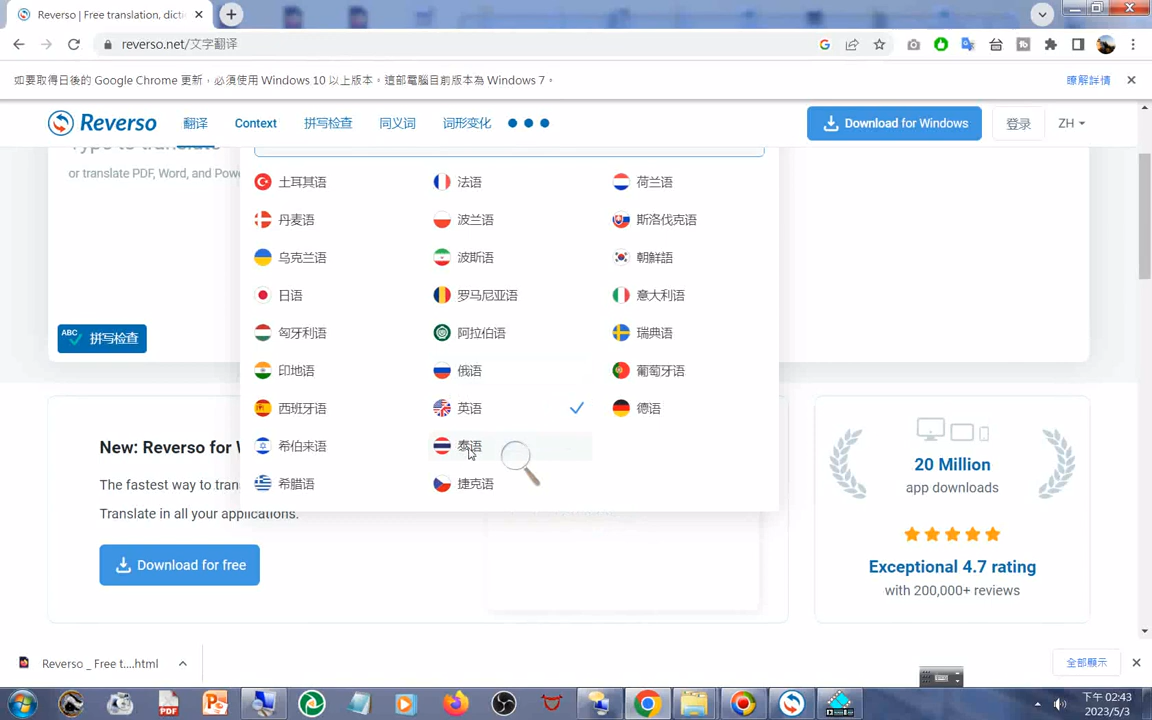 Reverso | Free translation, dicti
reverso.net/文字翻译
如要取得日後的 Google Chrome 更新，必須使用 Windows 10 以上版本。這部電腦目前版本為 Windows 7。
瞭解詳情
Reverso
翻译
Context
拼写检查
同义词
词形变化
Download for Windows
登录
ZH
Type to translate
or translate PDF, Word, and Pow
土耳其语
法语
荷兰语
丹麦语
波兰语
斯洛伐克语
乌克兰语
波斯语
朝鮮語
日语
罗马尼亚语
意大利语
匈牙利语
阿拉伯语
瑞典语
印地语
俄语
葡萄牙语
西班牙语
英语
德语
希伯来语
泰语
希腊语
捷克语
ABC
拼写检查
New: Reverso for W
The fastest way to tran
Translate in all your applications.
Download for free
20 Million
app downloads
Exceptional 4.7 rating
with 200,000+ reviews
Reverso _ Free t....html
全部顯示
PDF
下午 02:43
2023/5/3